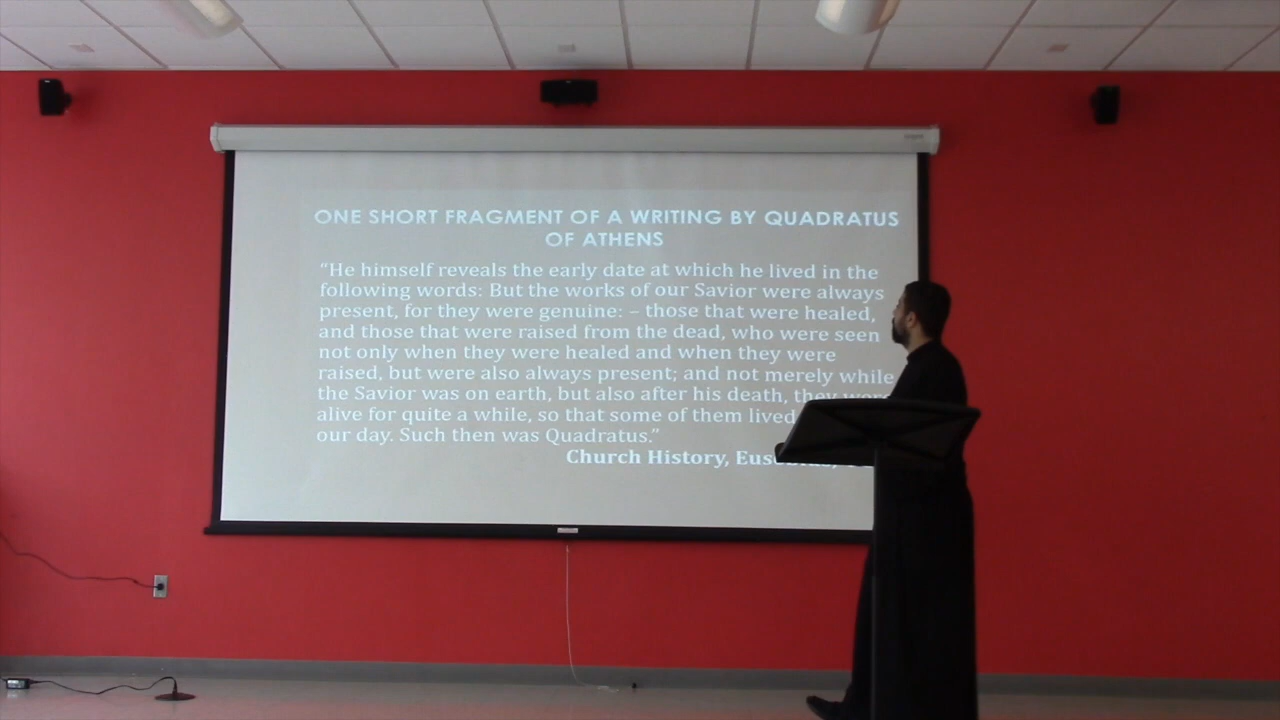 ONE SHORT FRAGMENT OF A WRITING BY QUADRATUS
OF ATHENS
“He himself reveals the early date at which he lived in the
following words: But the works of our Savior were always
present, for they were genuine: – those that were healed,
and those that were raised from the dead, who were seen
not only when they were healed and when they were
raised, but were also always present; and not merely while
the Savior was on earth, but also after his death, they were
alive for quite a while, so that some of them lived
our day. Such then was Quadratus.”
Church History, Eusebius,